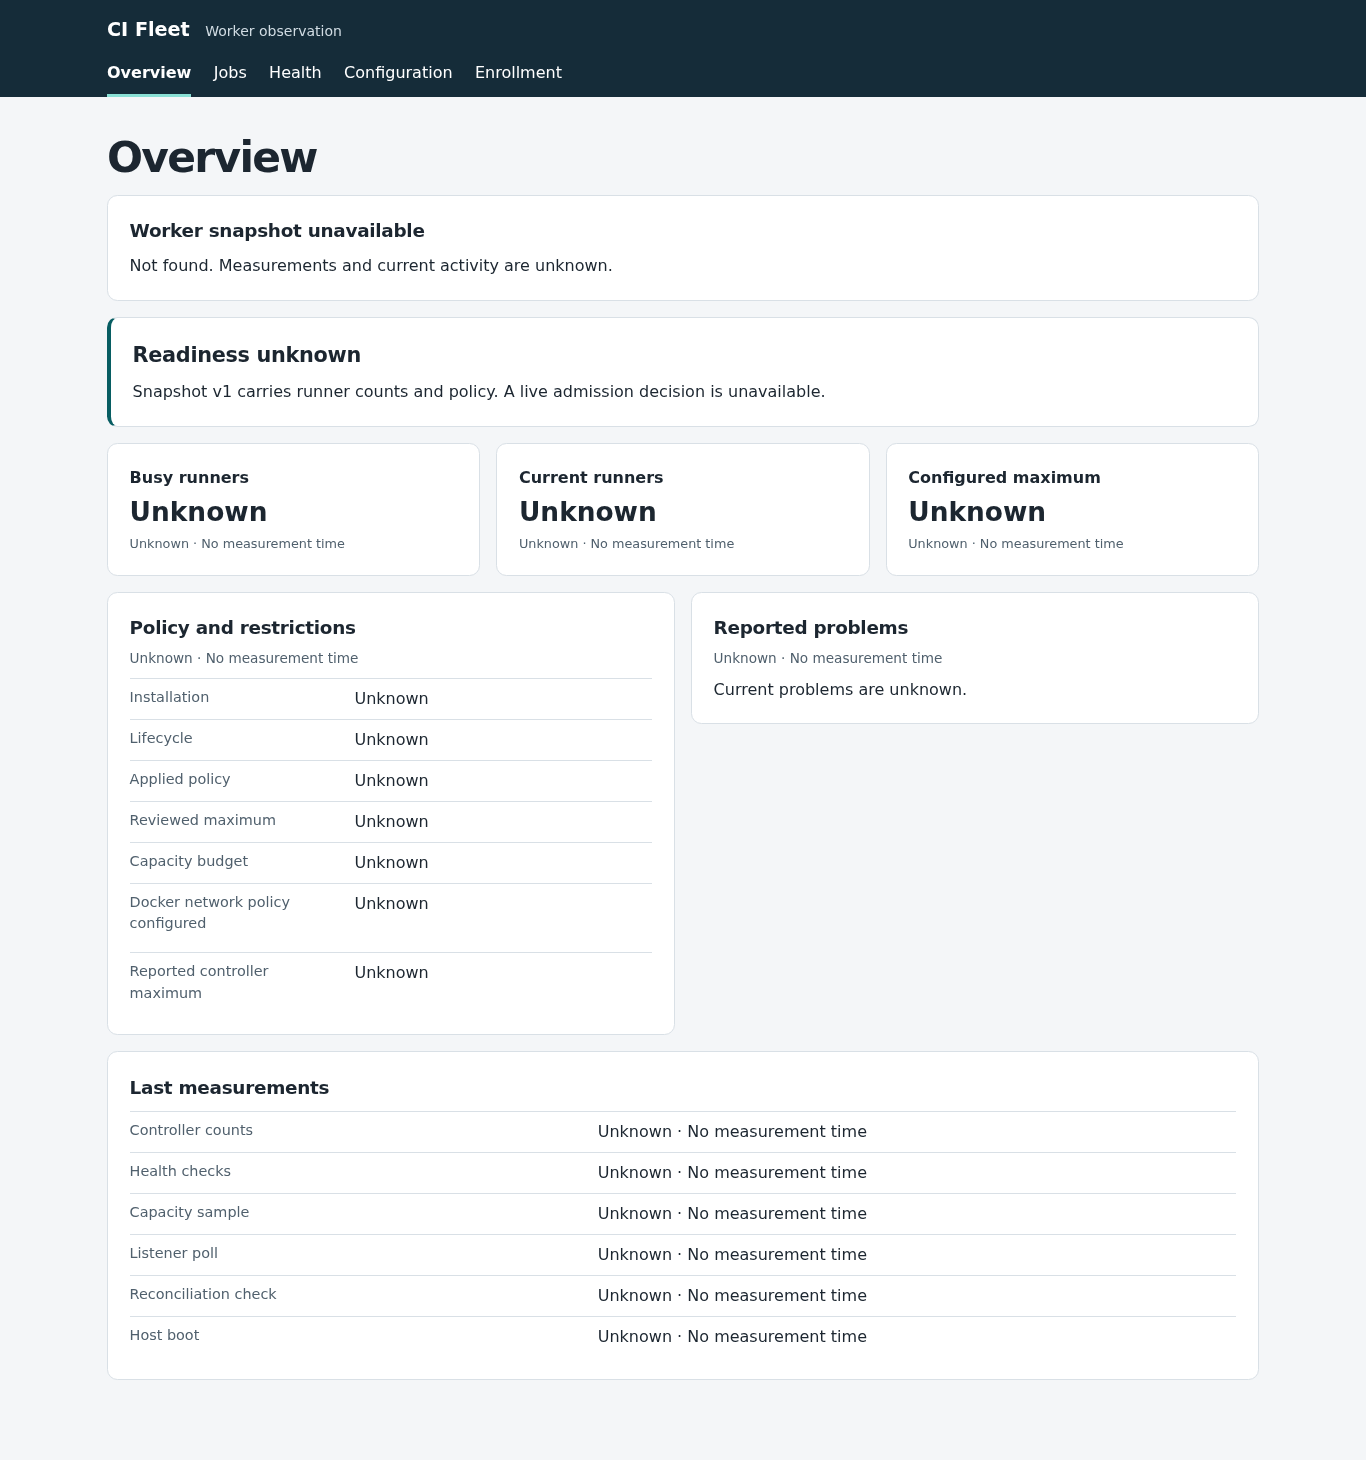 CI Fleet Worker observation
Overview Jobs Health Configuration Enrollment
Overview
Worker snapshot unavailable
Not found. Measurements and current activity are unknown.
Readiness unknown
Snapshot v1 carries runner counts and policy. A live admission decision is unavailable.
Busy runners
Unknown
Unknown · No measurement time
Current runners
Unknown
Unknown · No measurement time
Configured maximum
Unknown
Unknown · No measurement time
Policy and restrictions
Unknown · No measurement time
Installation Unknown
Lifecycle Unknown
Applied policy Unknown
Reviewed maximum Unknown
Capacity budget Unknown
Docker network policy Unknown
configured
Reported controller Unknown
maximum
Reported problems
Unknown · No measurement time
Current problems are unknown.
Last measurements
Controller counts Unknown · No measurement time
Health checks Unknown · No measurement time
Capacity sample Unknown · No measurement time
Listener poll Unknown · No measurement time
Reconciliation check Unknown · No measurement time
Host boot Unknown · No measurement time